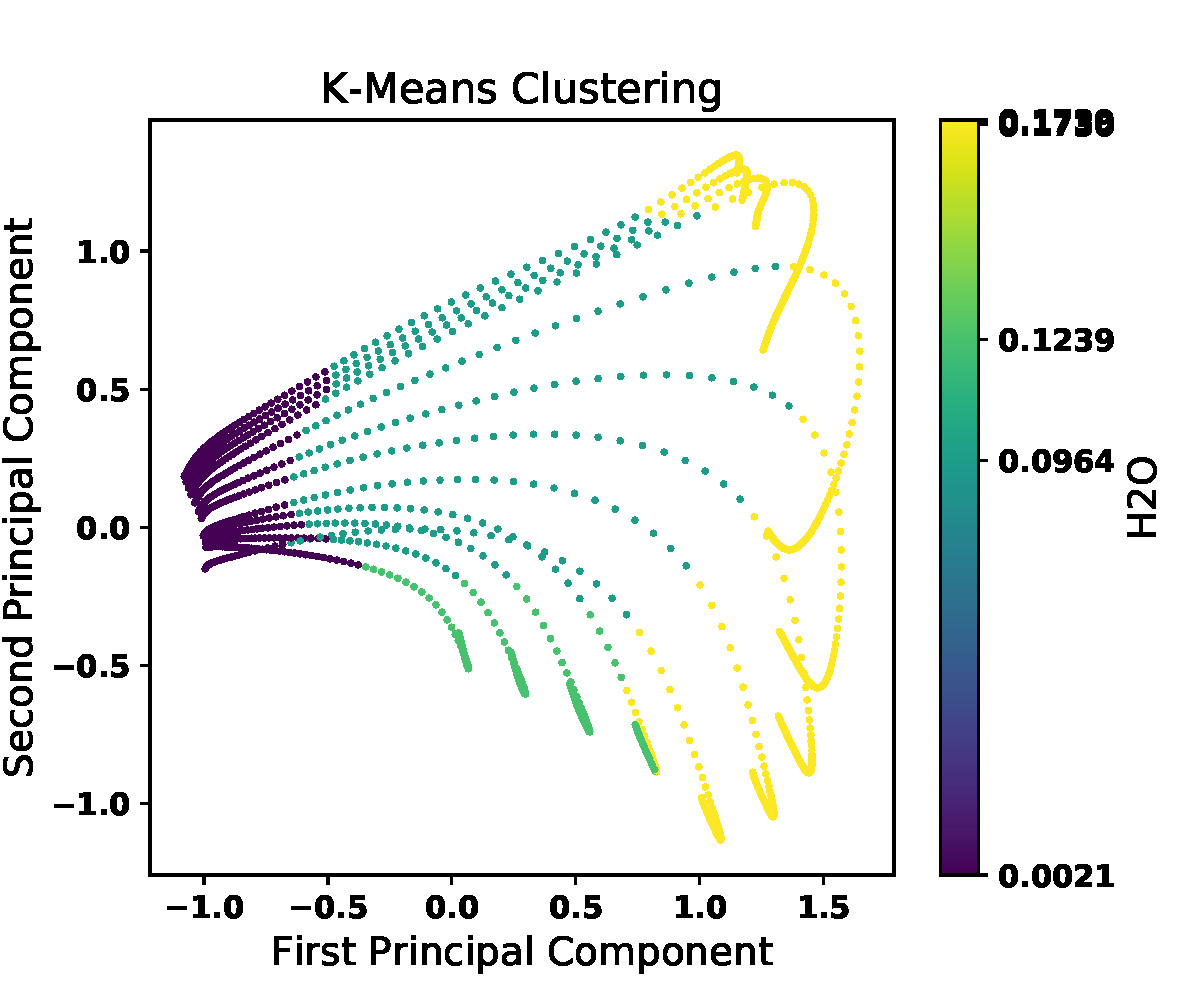 K-Means Clustering
Second Principal Component
1.0
0.5
0.0
−0.5
−1.0
−1.0 −0.5 0.0 0.5 1.0 1.5
First Principal Component
0.1239
0.0964
0.0021
H2O